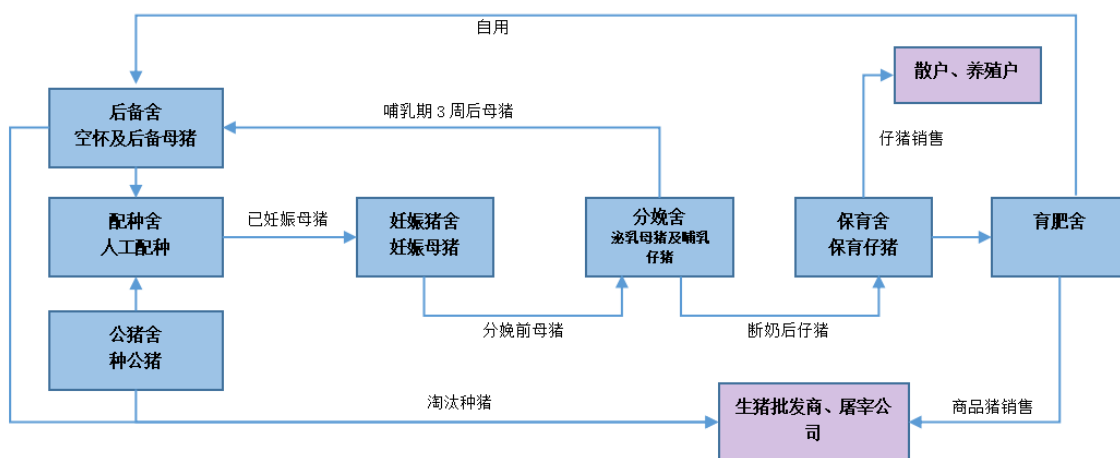 自用
散户、养殖户
后备舍
空怀及后备母猪
哺乳期3周后母猪
仔猪销售
配种舍
人工配种
已妊娠母猪
妊娠猪舍
妊娠母猪
分娩舍
泌乳母猪及哺乳
仔猪
保育舍
保育仔猪
育肥舍
分娩前母猪
断奶后仔猪
公猪舍
种公猪
淘汰种猪
生猪批发商、屠宰公
司
商品猪销售